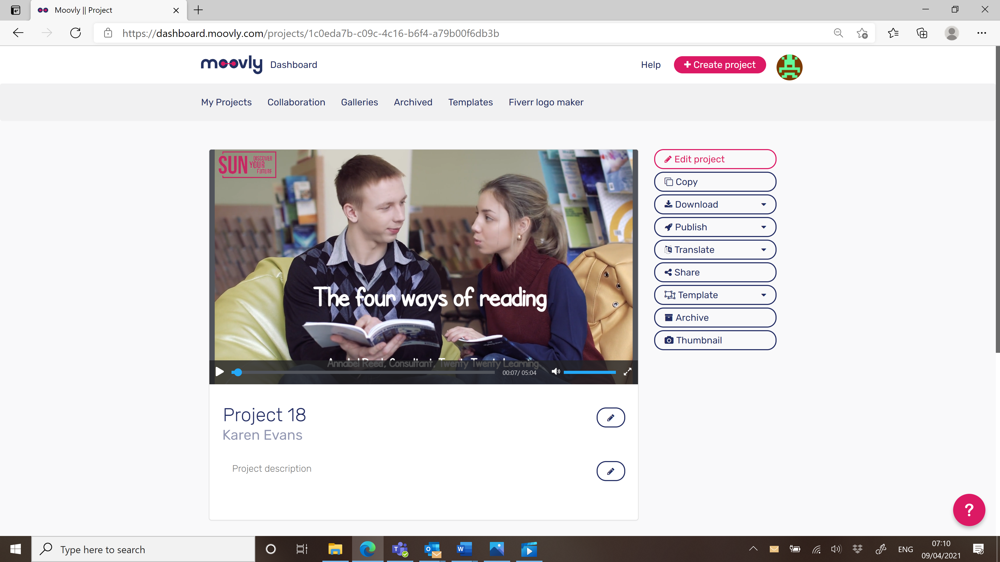 Moovly || Project
https://dashboard.moovly.com/projects/1c0eda7b-c09c-4c16-b6f4-a79b00f6db3b
moovly Dashboard
Help
+ Create project
My Projects
Collaboration
Galleries
Archived
Templates
Fiverr logo maker
SUN DISCOVER YOUR FUTURE
The four ways of reading
Annabel Reed, Consultant, Twenty Twenty Learning
00:07/ 05:04
Edit project
Copy
Download
Publish
Translate
Share
Template
Archive
Thumbnail
Project 18
Karen Evans
Project description
?
Type here to search
ENG
07:10
09/04/2021